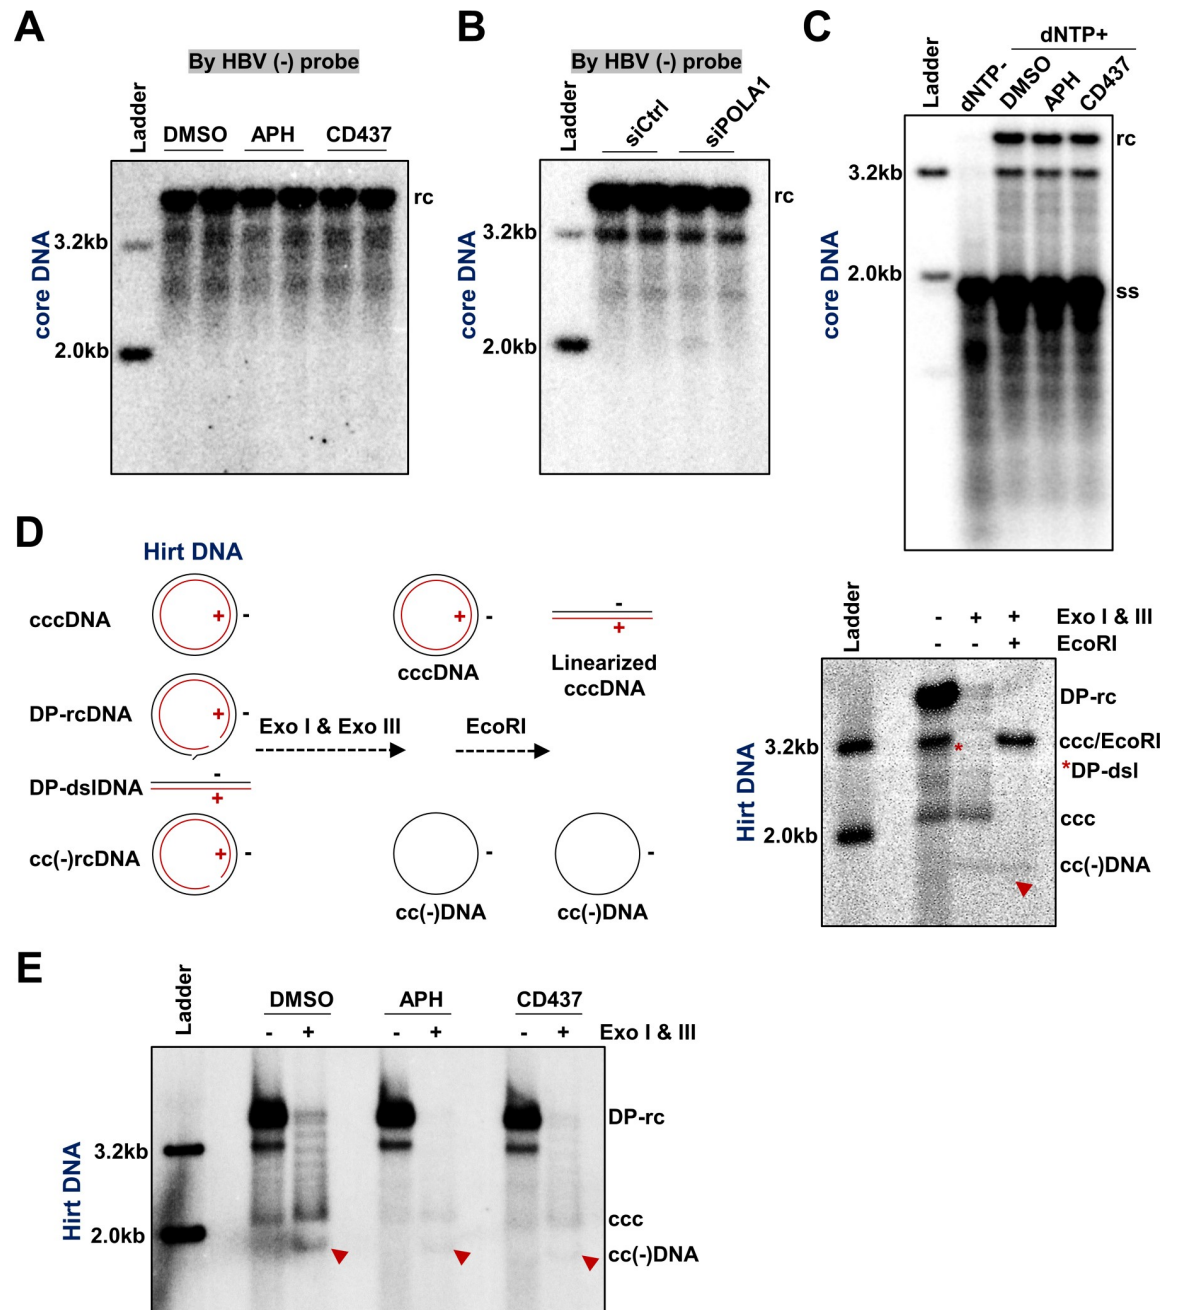 A
By HBV (-) probe
Ladder
DMSO APH CD437
rc
3.2kb
2.0kb
core DNA
B
By HBV (-) probe
Ladder
siCtrl siPOLA1
rc
3.2kb
2.0kb
core DNA
C
dNTP+
Ladder
dNTP- DMSO APH CD437
rc
3.2kb
2.0kb
ss
core DNA
D
Hirt DNA
cccDNA + -
DP-rcDNA + -
DP-dslDNA - +
cc(-)rcDNA + -
Exo I & Exo III
+ -
cccDNA
-
cc(-)DNA
EcoRI
-
+
Linearized
cccDNA
-
cc(-)DNA
Ladder
- + + Exo I & III
- - + EcoRI
DP-rc
3.2kb * ccc/EcoRI
*DP-dsl
ccc
2.0kb
cc(-)DNA
Hirt DNA
E
Ladder
DMSO APH CD437
- + - + - + Exo I & III
DP-rc
3.2kb
ccc
2.0kb
cc(-)DNA
Hirt DNA